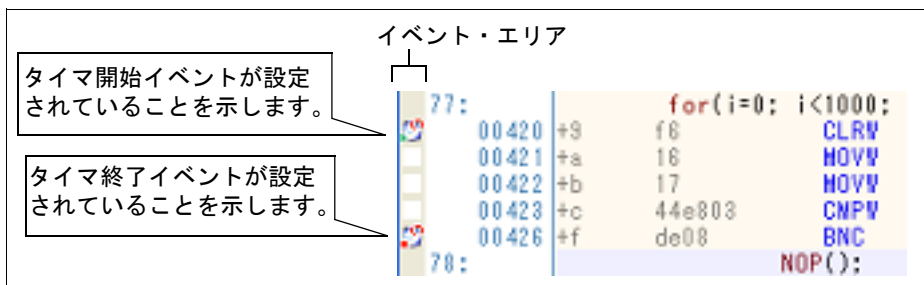 イベント・エリア
タイマ開始イベントが設定
されていることを示します。
タイマ終了イベントが設定
されていることを示します。
77: for(i=0; i<1000;
00420 +9 f6 CLRW
00421 +a 16 MOVW
00422 +b 17 MOVW
00423 +c 44e803 CMPW
00426 +f de08 BNC
78: NOP();